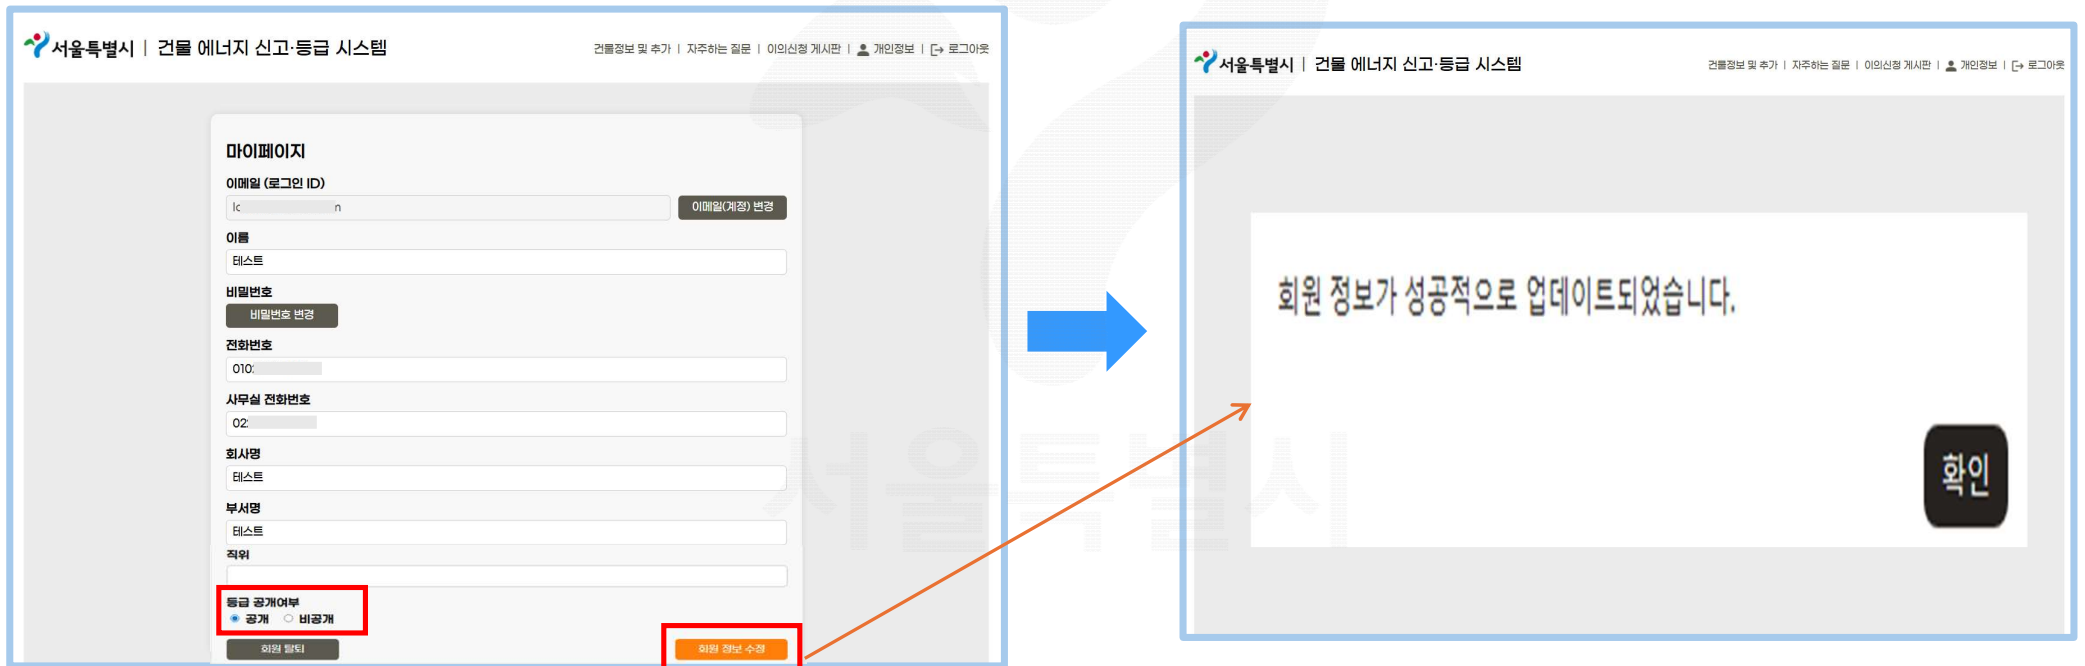 서울특별시 | 건물 에너지 신고·등급 시스템
건물정보 및 추가 | 자주하는 질문 | 이의신청 게시판 | 개인정보 | 로그아웃
마이페이지
이메일 (로그인 ID)
lc n
이메일(계정) 변경
이름
테스트
비밀번호
비밀번호 변경
전화번호
010
사무실 전화번호
02
회사명
테스트
부서명
테스트
직위
등급 공개여부
공개 비공개
회원 탈퇴
회원 정보 수정
서울특별시 | 건물 에너지 신고·등급 시스템
건물정보 및 추가 | 자주하는 질문 | 이의신청 게시판 | 개인정보 | 로그아웃
회원 정보가 성공적으로 업데이트되었습니다.
확인
서울특별시